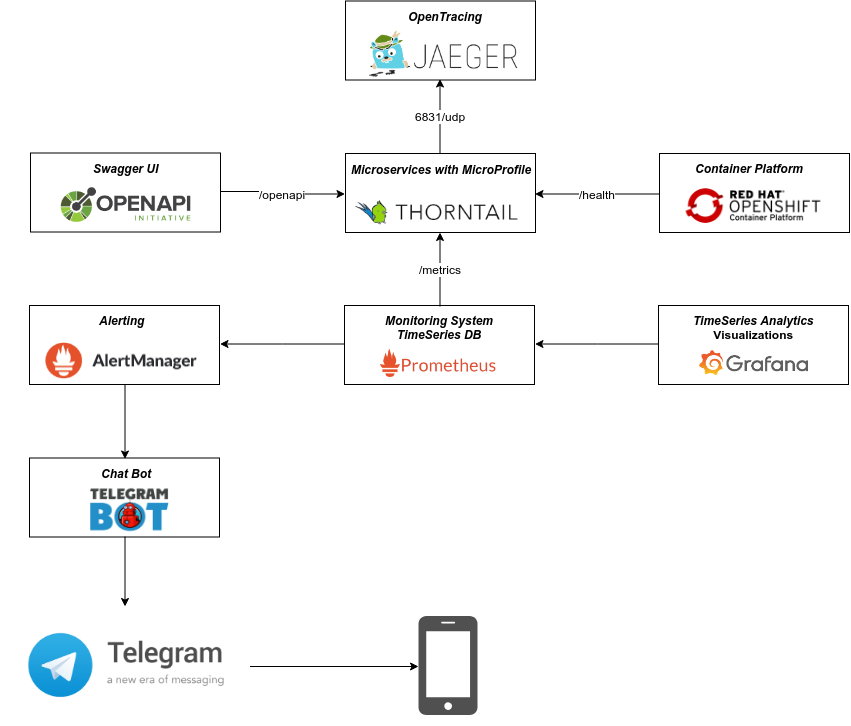 OpenTracing
JAEGER
6831/udp
Swagger UI
OPENAPI
INITIATIVE
/openapi
Microservices with MicroProfile
THORNTAIL
/health
Container Platform
RED HAT®
OPENSHIFT
Container Platform
/metrics
Alerting
AlertManager
Monitoring System
TimeSeries DB
Prometheus
TimeSeries Analytics
Visualizations
Grafana
Chat Bot
TELEGRAM
BOT
Telegram
a new era of messaging